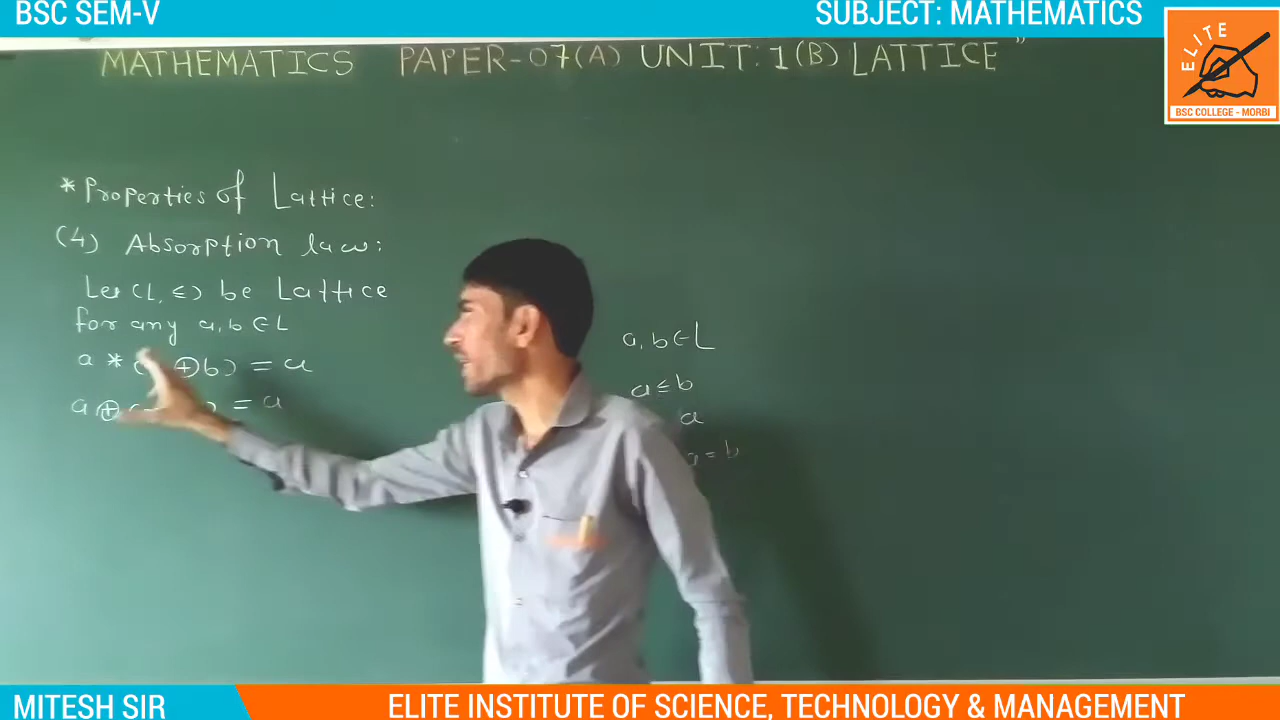 BSC SEM-V
SUBJECT: MATHEMATICS
ELITE
BSC COLLEGE - MORBI
MATHEMATICS PAPER-07(A) UNIT:1(B) LATTICE"
*Properties of Lattice:
(4) Absorption law:
Let (L, ≤) be Lattice
for any a, b ∈ L
a * ( ⊕ b) = a
a ⊕ ( ) = a
a, b ∈ L
a ≤ b
a
a = b
MITESH SIR
ELITE INSTITUTE OF SCIENCE, TECHNOLOGY & MANAGEMENT